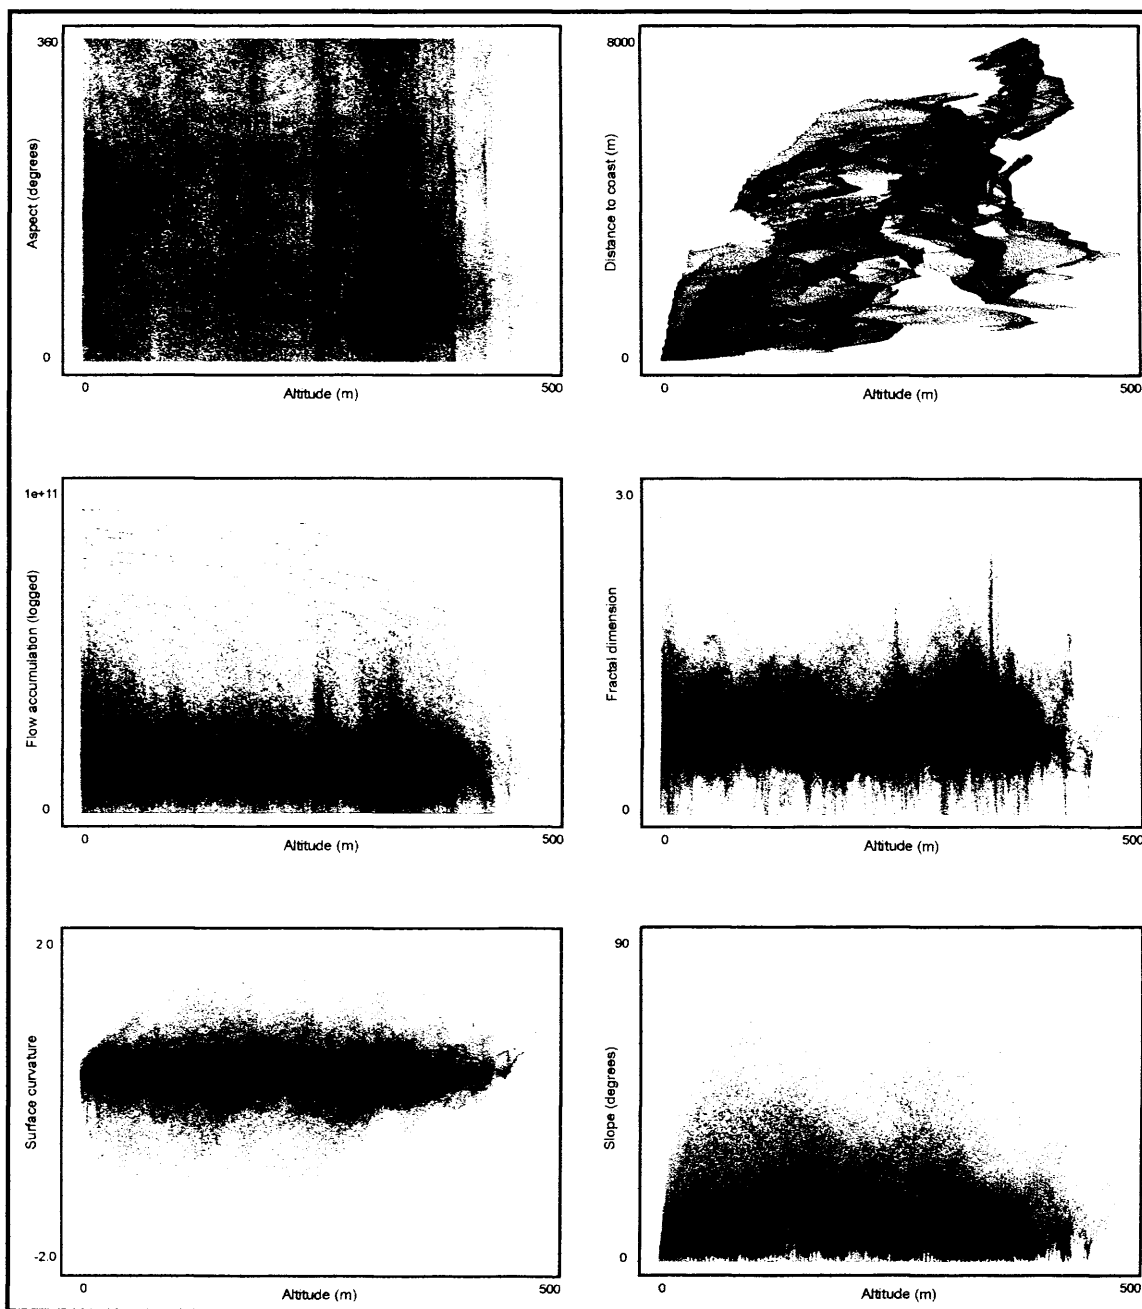 360
Aspect (degrees)
0
0
500
Altitude (m)
8000
Distance to coast (m)
0
0
500
Altitude (m)
1e+11
Flow accumulation (logged)
0
0
500
Altitude (m)
3.0
Fractal dimension
0
0
500
Altitude (m)
2 0
Surface curvature
-2.0
0
500
Altitude (m)
90
Slope (degrees)
0
0
500
Altitude (m)